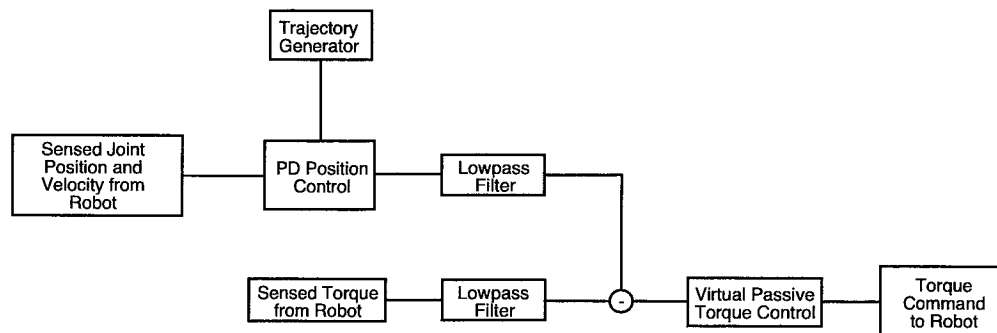 Trajectory
Generator
Sensed Joint
Position and
Velocity from
Robot
PD Position
Control
Lowpass
Filter
Sensed Torque
from Robot
Lowpass
Filter
-
Virtual Passive
Torque Control
Torque
Command
to Robot